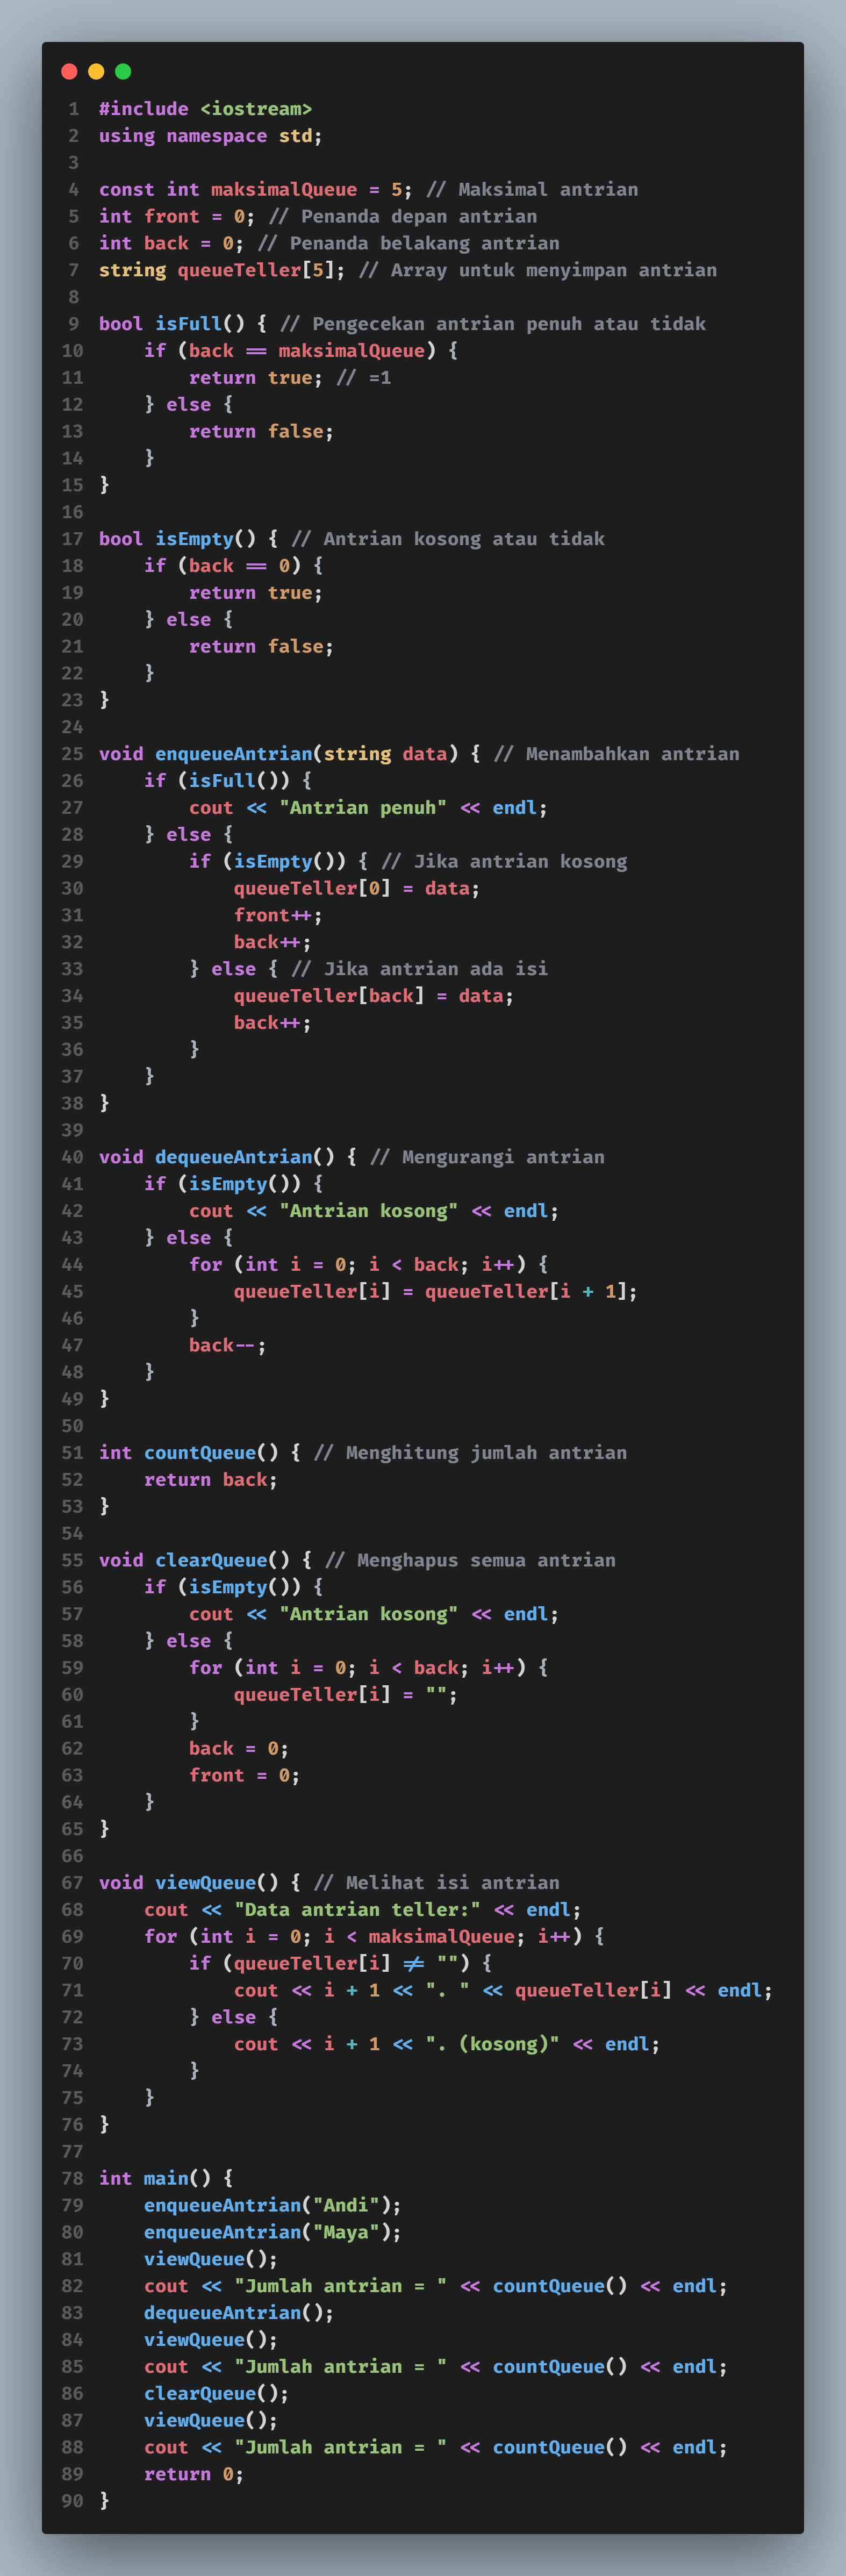 1 #include <iostream>
2 using namespace std;
3
4 const int maksimalQueue = 5; // Maksimal antrian
5 int front = 0; // Penanda depan antrian
6 int back = 0; // Penanda belakang antrian
7 string queueTeller[5]; // Array untuk menyimpan antrian
8
9 bool isFull() { // Pengecekan antrian penuh atau tidak
10     if (back == maksimalQueue) {
11         return true; // =1
12     } else {
13         return false;
14     }
15 }
16
17 bool isEmpty() { // Antrian kosong atau tidak
18     if (back == 0) {
19         return true;
20     } else {
21         return false;
22     }
23 }
24
25 void enqueueAntrian(string data) { // Menambahkan antrian
26     if (isFull()) {
27         cout << "Antrian penuh" << endl;
28     } else {
29         if (isEmpty()) { // Jika antrian kosong
30             queueTeller[0] = data;
31             front++;
32             back++;
33         } else { // Jika antrian ada isi
34             queueTeller[back] = data;
35             back++;
36         }
37     }
38 }
39
40 void dequeueAntrian() { // Mengurangi antrian
41     if (isEmpty()) {
42         cout << "Antrian kosong" << endl;
43     } else {
44         for (int i = 0; i < back; i++) {
45             queueTeller[i] = queueTeller[i + 1];
46         }
47         back--;
48     }
49 }
50
51 int countQueue() { // Menghitung jumlah antrian
52     return back;
53 }
54
55 void clearQueue() { // Menghapus semua antrian
56     if (isEmpty()) {
57         cout << "Antrian kosong" << endl;
58     } else {
59         for (int i = 0; i < back; i++) {
60             queueTeller[i] = "";
61         }
62         back = 0;
63         front = 0;
64     }
65 }
66
67 void viewQueue() { // Melihat isi antrian
68     cout << "Data antrian teller:" << endl;
69     for (int i = 0; i < maksimalQueue; i++) {
70         if (queueTeller[i] != "") {
71             cout << i + 1 << ". " << queueTeller[i] << endl;
72         } else {
73             cout << i + 1 << ". (kosong)" << endl;
74         }
75     }
76 }
77
78 int main() {
79     enqueueAntrian("Andi");
80     enqueueAntrian("Maya");
81     viewQueue();
82     cout << "Jumlah antrian = " << countQueue() << endl;
83     dequeueAntrian();
84     viewQueue();
85     cout << "Jumlah antrian = " << countQueue() << endl;
86     clearQueue();
87     viewQueue();
88     cout << "Jumlah antrian = " << countQueue() << endl;
89     return 0;
90 }